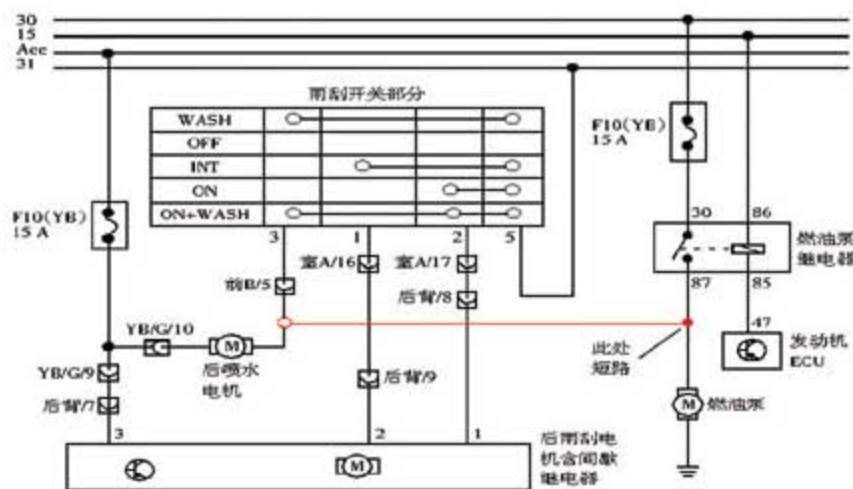 30
15
Acc
31
雨刮开关部分
WASH
OFF
INT
ON
ON+WASH
F10(YB)
15 A
F10(YB)
15 A
3
1
2
5
30
86
燃油泵
继电器
87
85
室A/16
室A/17
前B/5
后背/8
YB/G/10
M
后喷水
电机
此处
短路
47
发动机
ECU
YB/G/9
后背/7
后背/9
M
燃油泵
3
2
1
M
后雨刮电
机含间歇
继电器